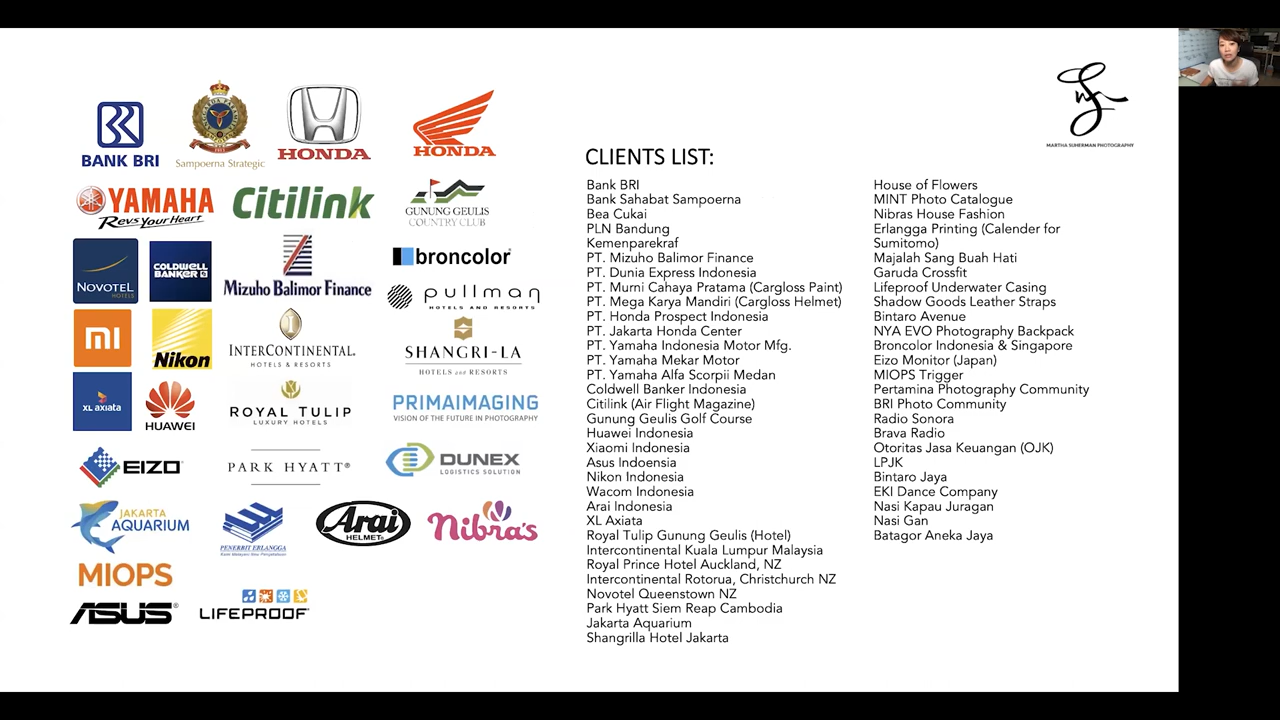 BANK BRI
Sampoerna Strategic
HONDA
HONDA
YAMAHA
Revs Your Heart
Citilink
GUNUNG GEULIS
COUNTRY CLUB
NOVOTEL
HOTELS
COLDWELL
BANKER
Mizuho Balimor Finance
broncolor
pullman
HOTELS AND RESORTS
mi
Nikon
INTERCONTINENTAL.
HOTELS & RESORTS
SHANGRI-LA
HOTELS and RESORTS
XL axiata
HUAWEI
ROYAL TULIP
LUXURY HOTELS
PRIMAIMAGING
VISION OF THE FUTURE IN PHOTOGRAPHY
EIZO
PARK HYATT®
DUNEX
LOGISTICS SOLUTION
JAKARTA
AQUARIUM
PENERBIT ERLANGGA
Arai
HELMET
Nibra's
MIOPS
ASUS®
LIFEPROOF
CLIENTS LIST:
Bank BRI
Bank Sahabat Sampoerna
Bea Cukai
PLN Bandung
Kemenparekraf
PT. Mizuho Balimor Finance
PT. Dunia Express Indonesia
PT. Murni Cahaya Pratama (Cargloss Paint)
PT. Mega Karya Mandiri (Cargloss Helmet)
PT. Honda Prospect Indonesia
PT. Jakarta Honda Center
PT. Yamaha Indonesia Motor Mfg.
PT. Yamaha Mekar Motor
PT. Yamaha Alfa Scorpii Medan
Coldwell Banker Indonesia
Citilink (Air Flight Magazine)
Gunung Geulis Golf Course
Huawei Indonesia
Xiaomi Indonesia
Asus Indoensia
Nikon Indonesia
Wacom Indonesia
Arai Indonesia
XL Axiata
Royal Tulip Gunung Geulis (Hotel)
Intercontinental Kuala Lumpur Malaysia
Royal Prince Hotel Auckland, NZ
Intercontinental Rotorua, Christchurch NZ
Novotel Queenstown NZ
Park Hyatt Siem Reap Cambodia
Jakarta Aquarium
Shangrilla Hotel Jakarta
House of Flowers
MINT Photo Catalogue
Nibras House Fashion
Erlangga Printing (Calender for
Sumitomo)
Majalah Sang Buah Hati
Garuda Crossfit
Lifeproof Underwater Casing
Shadow Goods Leather Straps
Bintaro Avenue
NYA EVO Photography Backpack
Broncolor Indonesia & Singapore
Eizo Monitor (Japan)
MIOPS Trigger
Pertamina Photography Community
BRI Photo Community
Radio Sonora
Brava Radio
Otoritas Jasa Keuangan (OJK)
LPJK
Bintaro Jaya
EKI Dance Company
Nasi Kapau Juragan
Nasi Gan
Batagor Aneka Jaya
MARTHA SUHERMAN PHOTOGRAPHY